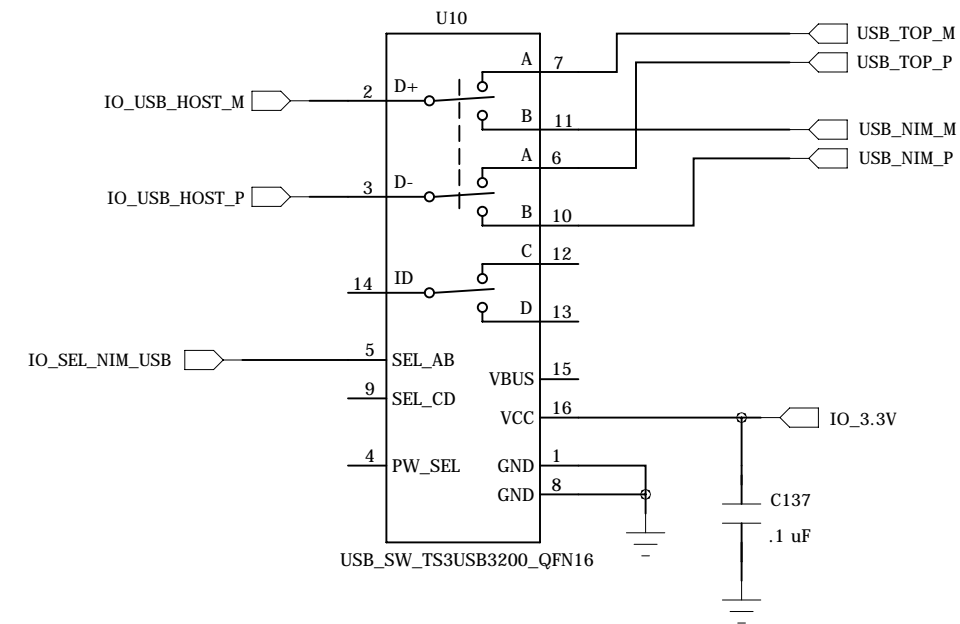 U10
USB_TOP_M
A 7
USB_TOP_P
IO_USB_HOST_M 2 D+
B 11 USB_NIM_M
A 6 USB_NIM_P
IO_USB_HOST_P 3 D-
B 10
C 12
14 ID
D 13
IO_SEL_NIM_USB 5 SEL_AB
VBUS 15
9 SEL_CD
VCC 16 IO_3.3V
4 PW_SEL GND 1
GND 8
C137
.1 uF
USB_SW_TS3USB3200_QFN16